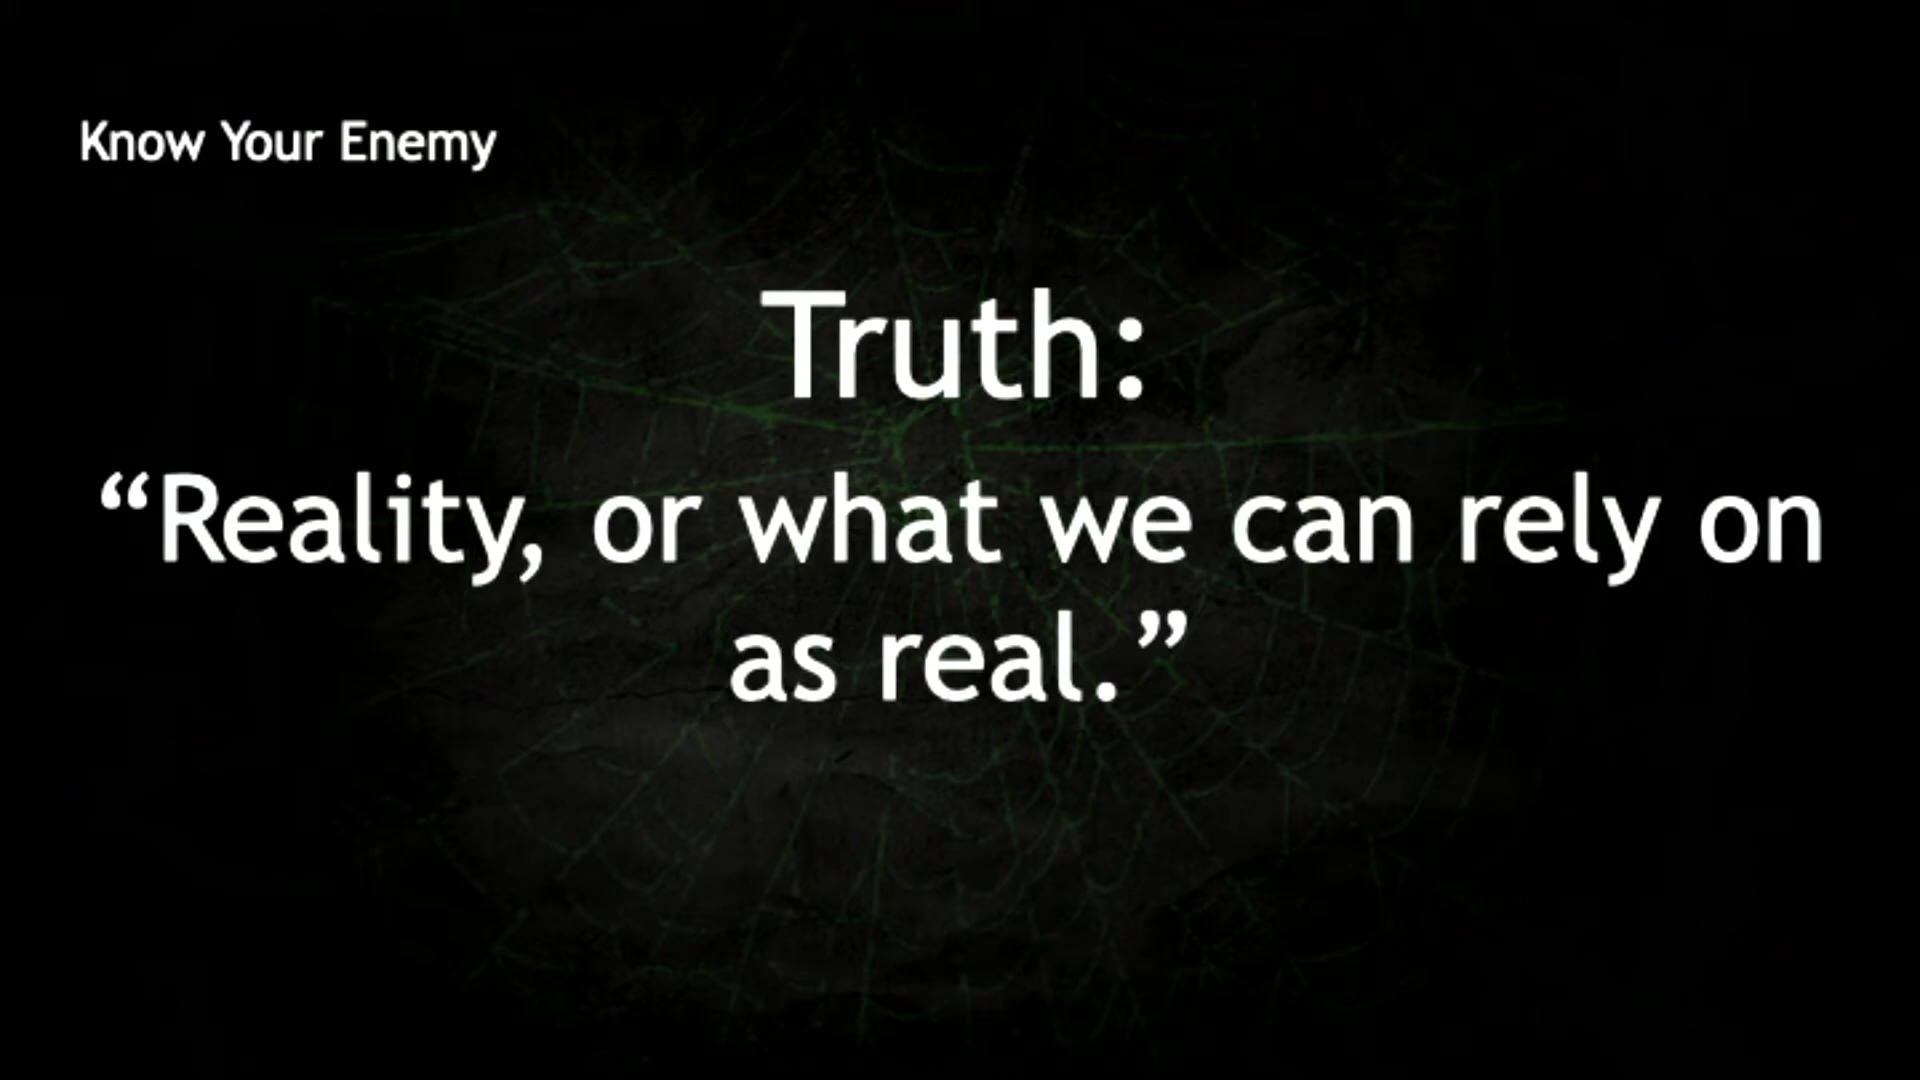 Know Your Enemy
Truth:
“Reality, or what we can rely on
as real.”